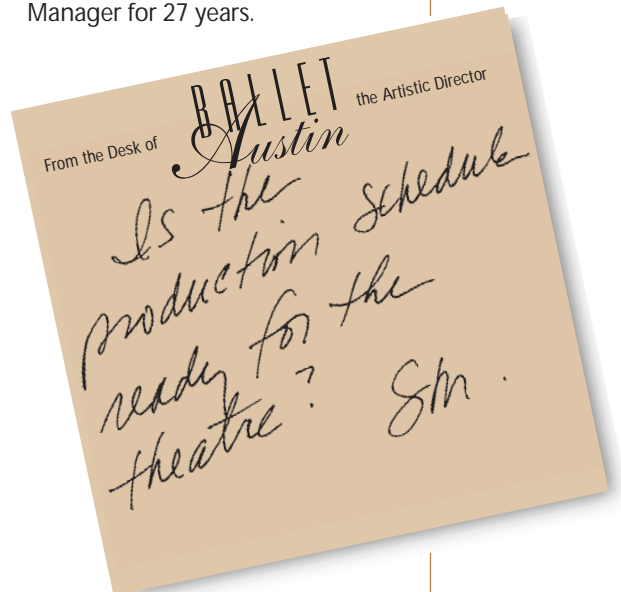 Manager for 27 years.
From the Desk of BALLET Austin the Artistic Director
Is the
production schedule
ready for the
theatre? Sm.